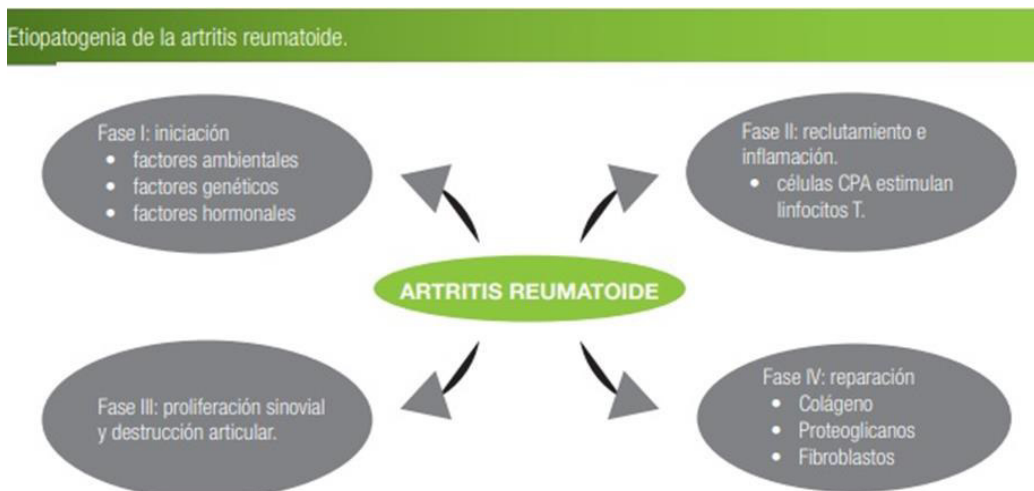 Etiopatogenia de la artritis reumatoide.
Fase I: iniciación
• factores ambientales
• factores genéticos
• factores hormonales
Fase II: reclutamiento e
inflamación.
• células CPA estimulan
linfocitos T.
ARTRITIS REUMATOIDE
Fase III: proliferación sinovial
y destrucción articular.
Fase IV: reparación
• Colágeno
• Proteoglicanos
• Fibroblastos